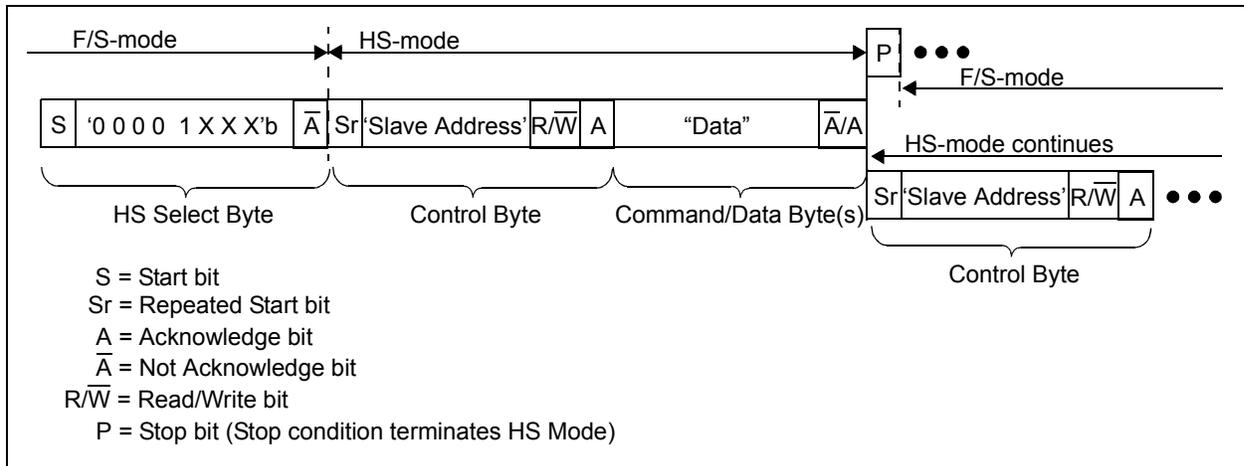 F/S-mode HS-mode
P ●●●
F/S-mode
S ‘0 0 0 0 1 X X X’b A̅ Sr ‘Slave Address’ R/W̅ A “Data” A̅/A
HS-mode continues
Sr ‘Slave Address’ R/W̅ A ●●●
HS Select Byte Control Byte Command/Data Byte(s)
Control Byte
S = Start bit
Sr = Repeated Start bit
A = Acknowledge bit
A̅ = Not Acknowledge bit
R/W̅ = Read/Write bit
P = Stop bit (Stop condition terminates HS Mode)